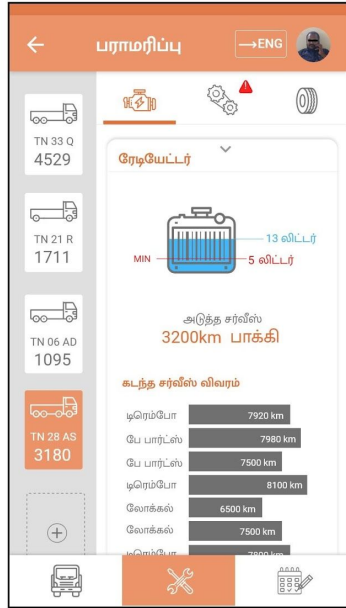 பராமரிப்பு
→ENG
TN 33 Q
4529
TN 21 R
1711
TN 06 AD
1095
TN 28 AS
3180
ரேடியேட்டர்
13 லிட்டர்
MIN
5 லிட்டர்
அடுத்த சர்வீஸ்
3200km பாக்கி
கடந்த சர்வீஸ் விவரம்
டிரெம்போ 7920 km
பே பார்ட்ஸ் 7980 km
பே பார்ட்ஸ் 7500 km
டிரெம்போ 8100 km
லோக்கல் 6500 km
லோக்கல் 7500 km
டிரெம்போ 7800 km